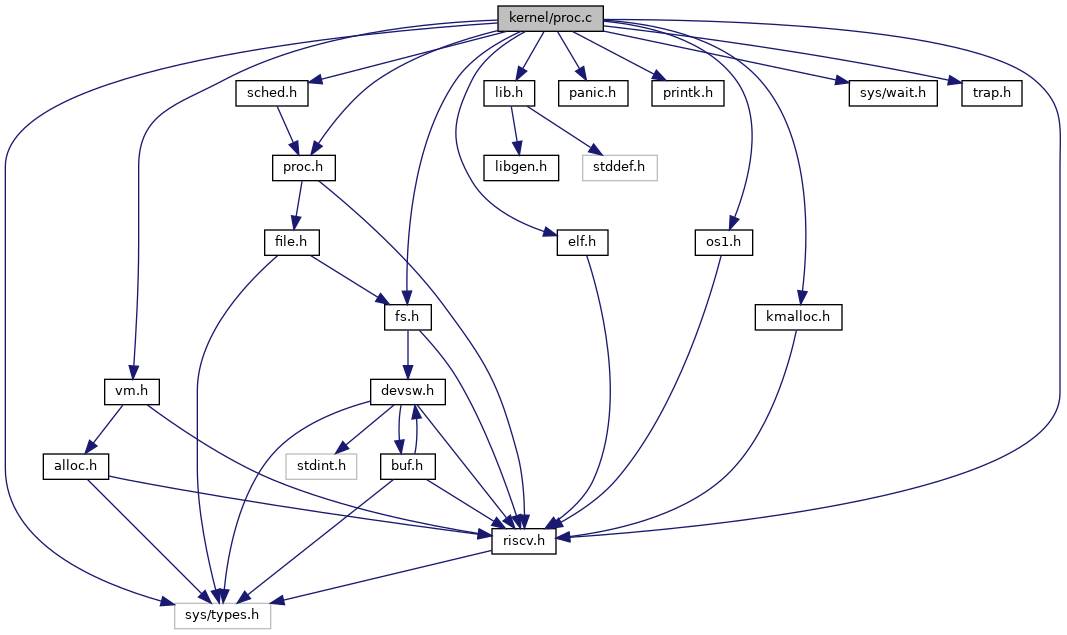 kernel/proc.c
sched.h
lib.h
panic.h
printk.h
sys/wait.h
trap.h
proc.h
libgen.h
stddef.h
file.h
elf.h
os1.h
fs.h
kmalloc.h
vm.h
devsw.h
alloc.h
stdint.h
buf.h
riscv.h
sys/types.h